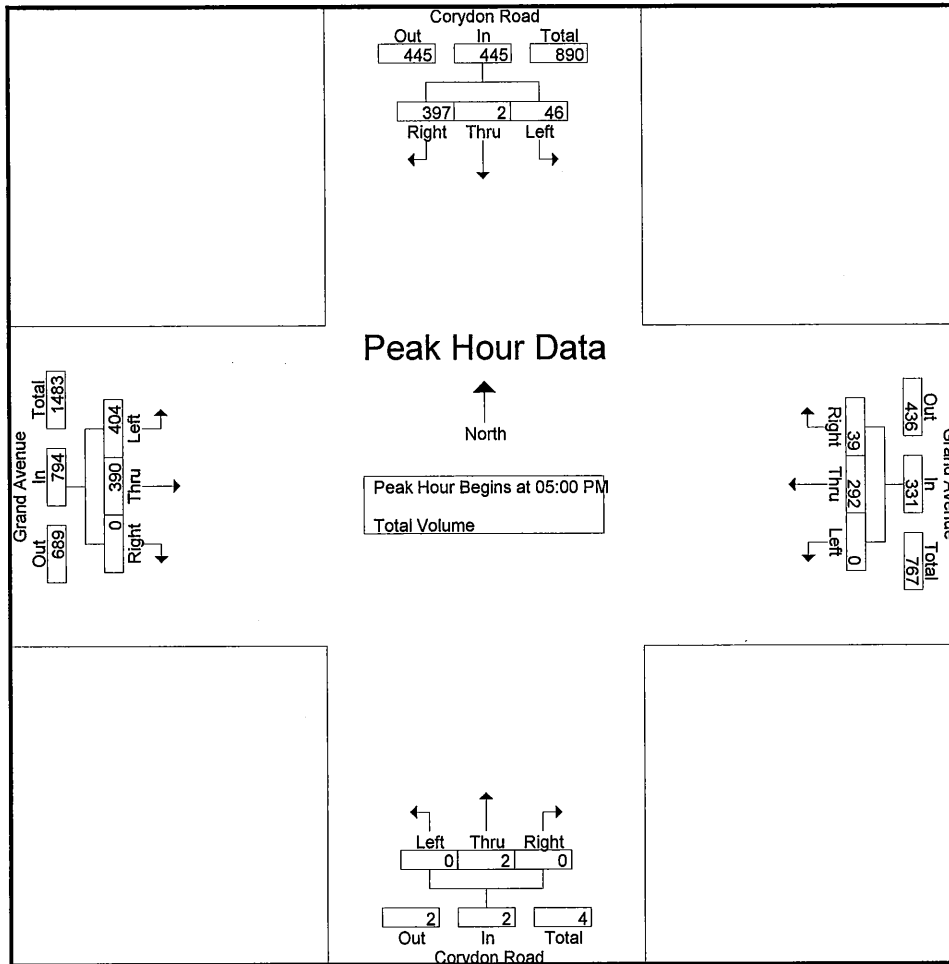 Corydon Road
Out In Total
445 445 890
397 2 46
Right Thru Left
Peak Hour Data
North
Peak Hour Begins at 05:00 PM
Total Volume
Grand Avenue
Out In Total
689 794 1483
Right Thru Left
0 390 404
Grand Avenue
Out In Total
436 331 767
Right Thru Left
39 292 0
Left Thru Right
0 2 0
2 2 4
Out In Total
Corydon Road